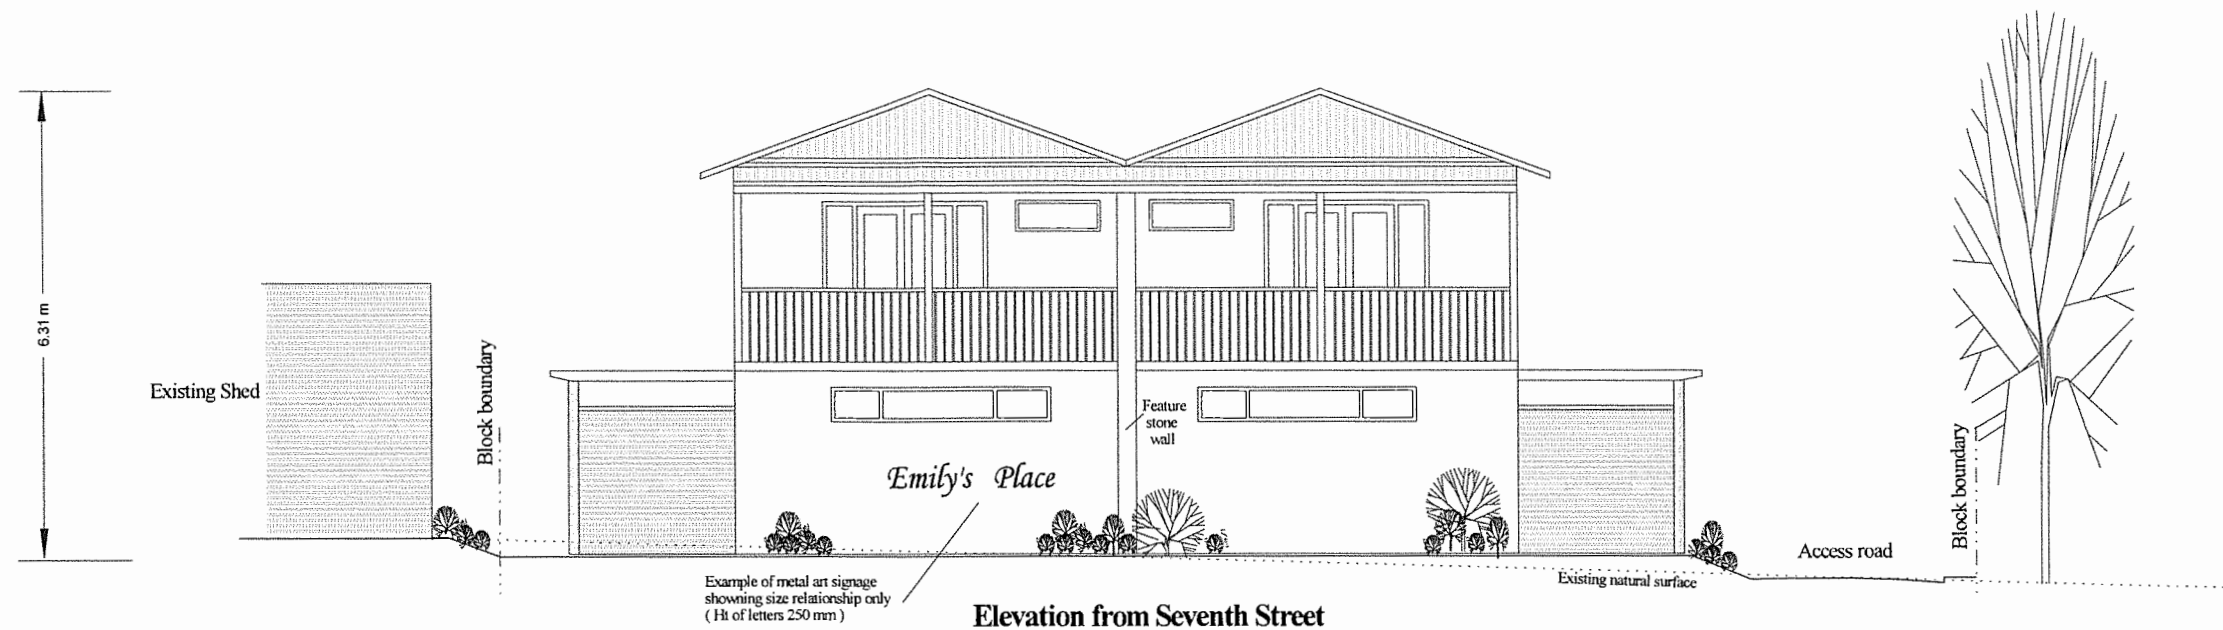 6.31 m
Existing Shed
Block boundary
Feature
stone
wall
Emily's Place
Block boundary
Access road
Existing natural surface
Example of metal art signage
showning size relationship only
( Ht of letters 250 mm )
Elevation from Seventh Street